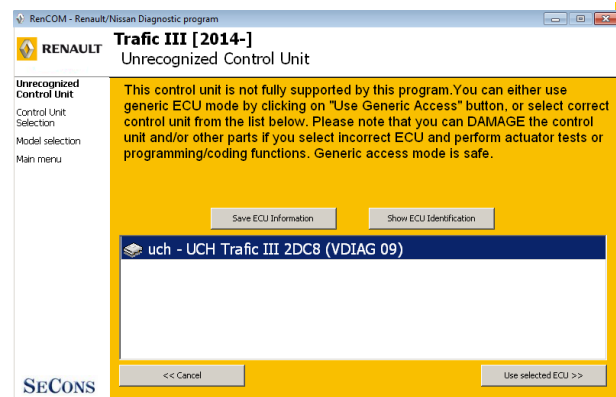 RenCOM - Renault/Nissan Diagnostic program
RENAULT
Trafic III [2014-]
Unrecognized Control Unit
Unrecognized
Control Unit
Control Unit
Selection
Model selection
Main menu
This control unit is not fully supported by this program.You can either use
generic ECU mode by clicking on "Use Generic Access" button, or select correct
control unit from the list below. Please note that you can DAMAGE the control
unit and/or other parts if you select incorrect ECU and perform actuator tests or
programming/coding functions. Generic access mode is safe.
Save ECU Information
Show ECU Identification
uch - UCH Trafic III 2DC8 (VDIAG 09)
<< Cancel
Use selected ECU >>
SECONS